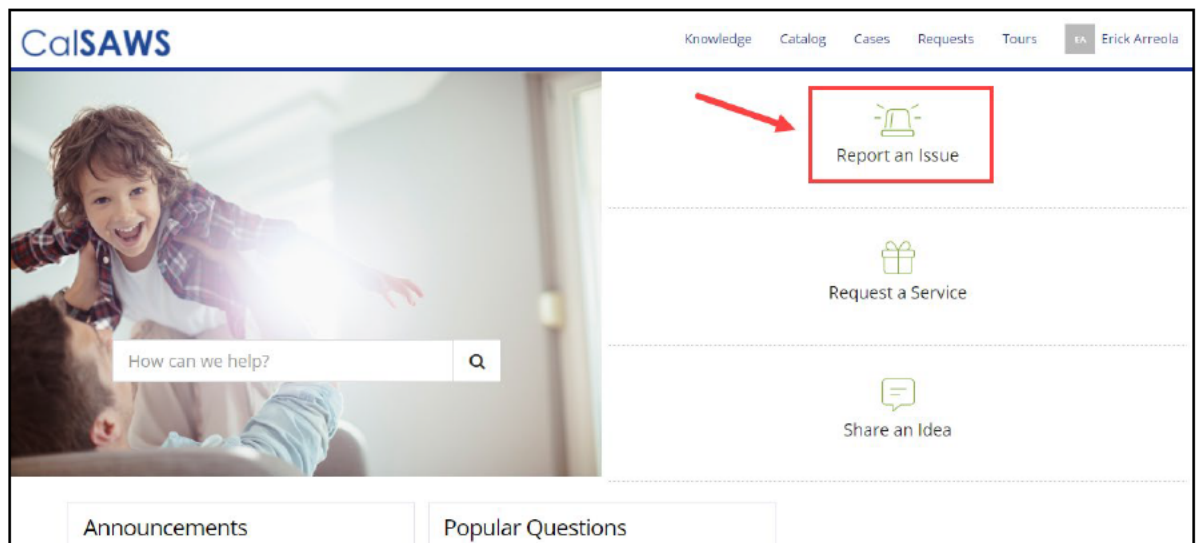 CalSAWS
Knowledge Catalog Cases Requests Tours EA Erick Arreola
Report an Issue
Request a Service
How can we help?
Share an Idea
Announcements
Popular Questions